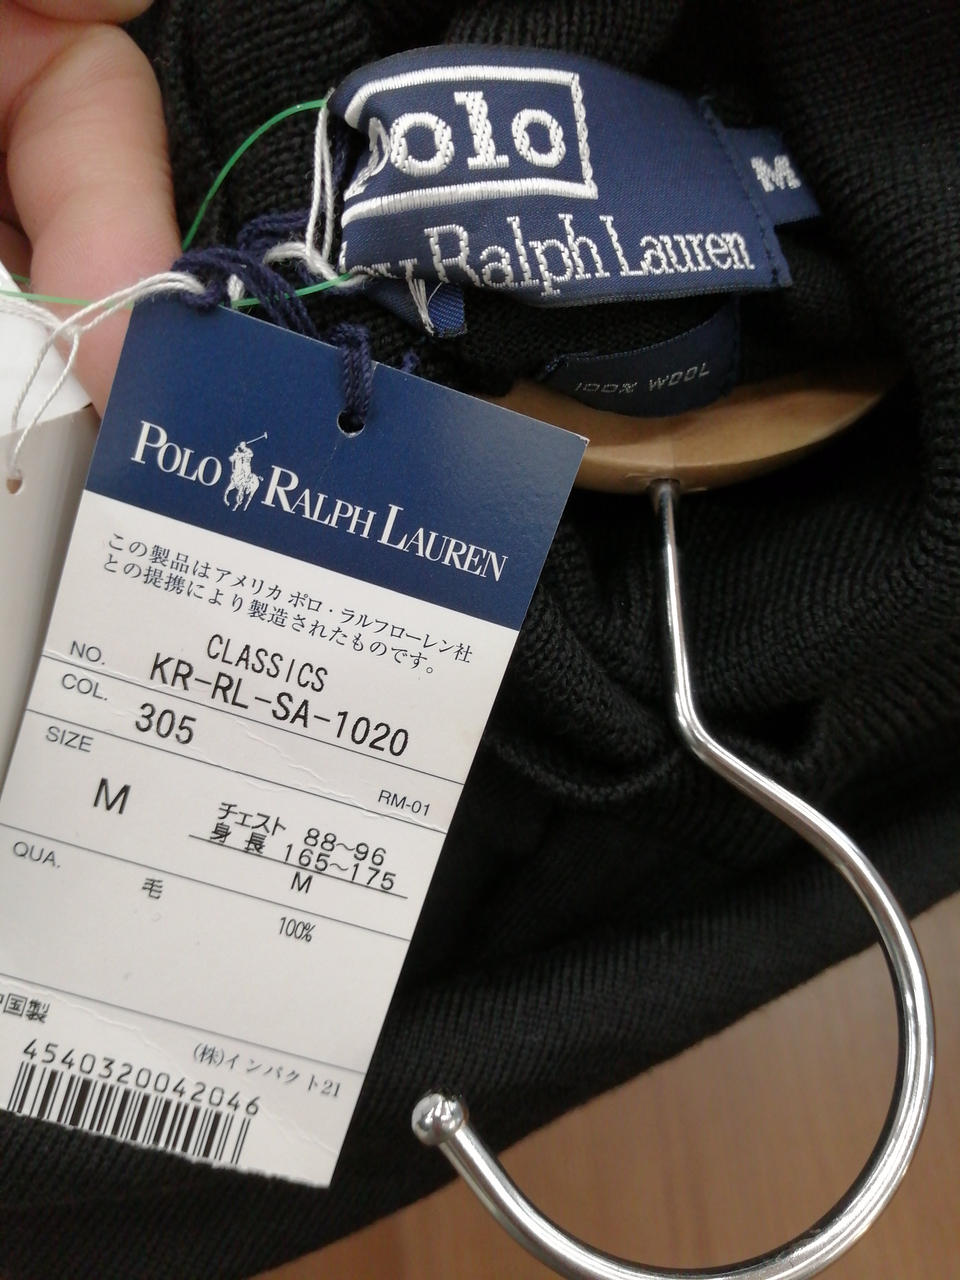 polo
by Ralph Lauren
M
100% WOOL
POLO RALPH LAUREN
この製品はアメリカ ポロ・ラルフローレン社
との提携により製造されたものです。
CLASSICS
NO. KR-RL-SA-1020
COL. 305
SIZE RM-01
M チェスト 88~96
身長 165~175
M
QUA. 毛 100%
中国製
(株)インパクト21
4540320042046